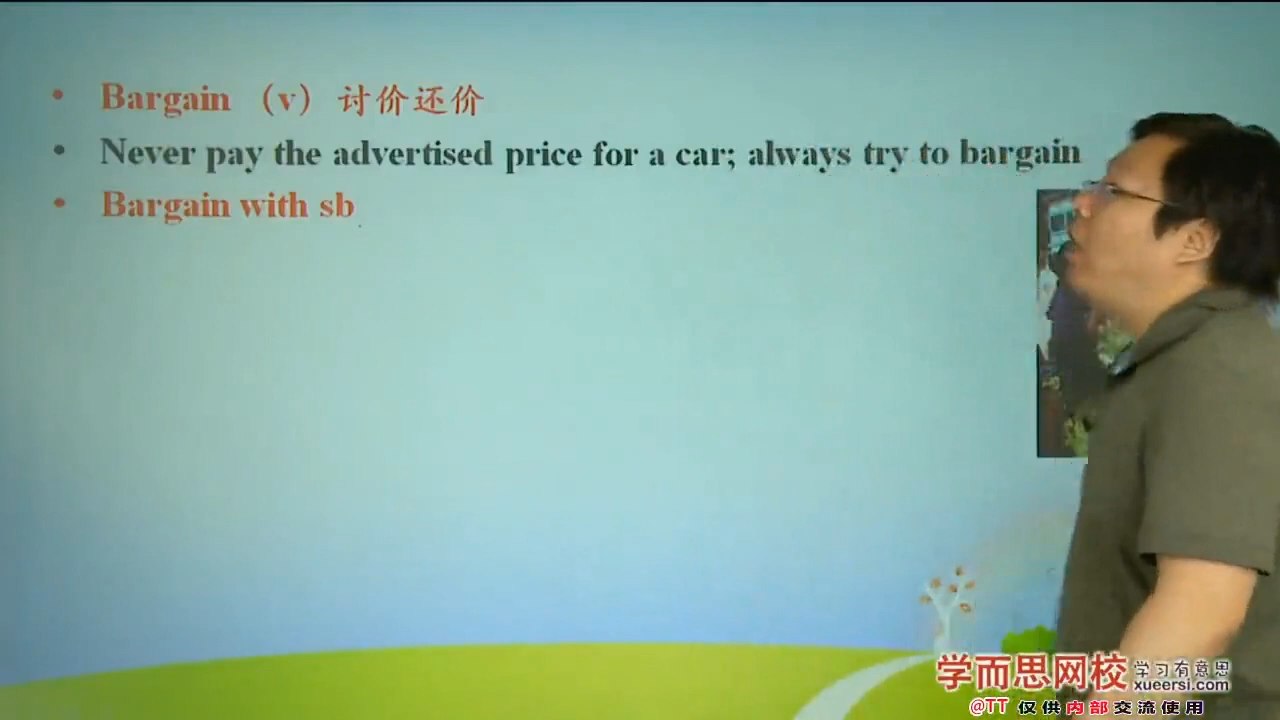 • Bargain （v）讨价还价
• Never pay the advertised price for a car; always try to bargain
• Bargain with sb
学而思网校 学习有意思
xueersi.com
@TT 仅供内部交流使用